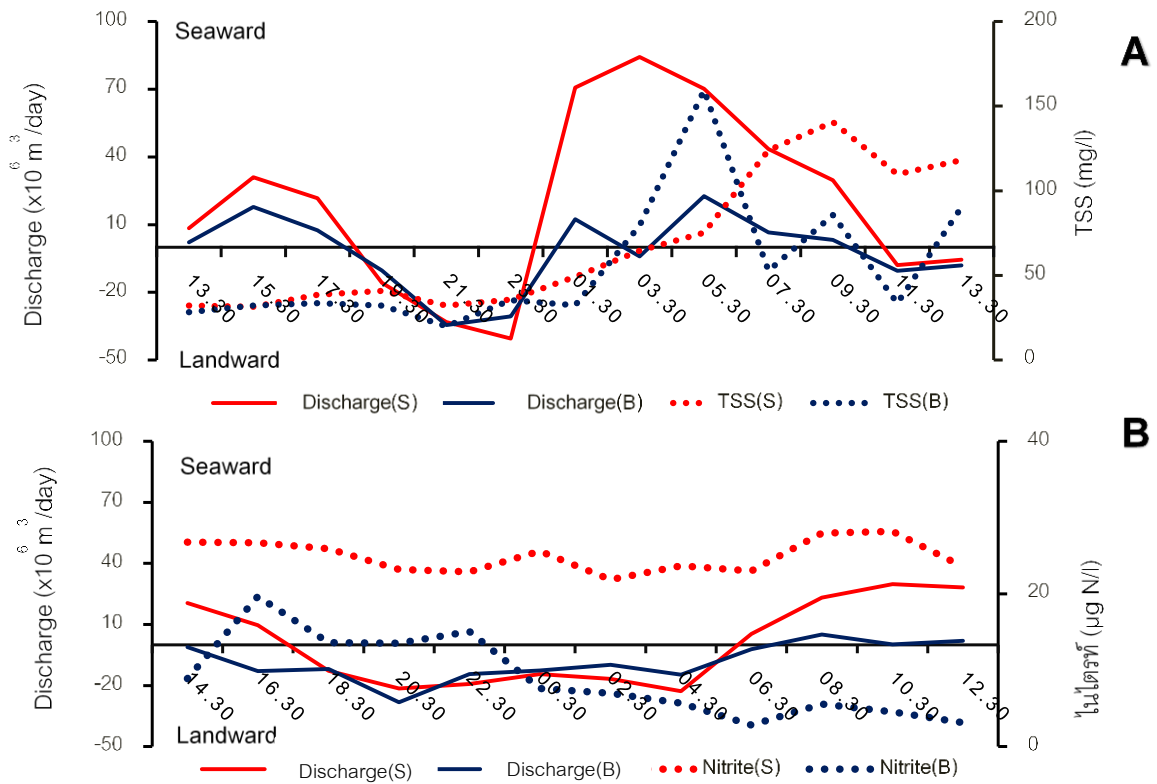 100
70
40
10
-20
-50
Discharge (x10 6 m 3 /day)
Seaward
Landward
200
150
100
50
0
TSS (mg/l)
A
13.30 15.30 17.30 19.30 21.30 23.30 01.30 03.30 05.30 07.30 09.30 11.30 13.30
Discharge(S) Discharge(B) TSS(S) TSS(B)
100
70
40
10
-20
-50
Discharge (x10 6 m 3 /day)
Seaward
Landward
40
20
0
ไนไตรท์ (µg N/l)
B
14.30 16.30 18.30 20.30 22.30 00.30 02.30 04.30 06.30 08.30 10.30 12.30
Discharge(S) Discharge(B) Nitrite(S) Nitrite(B)